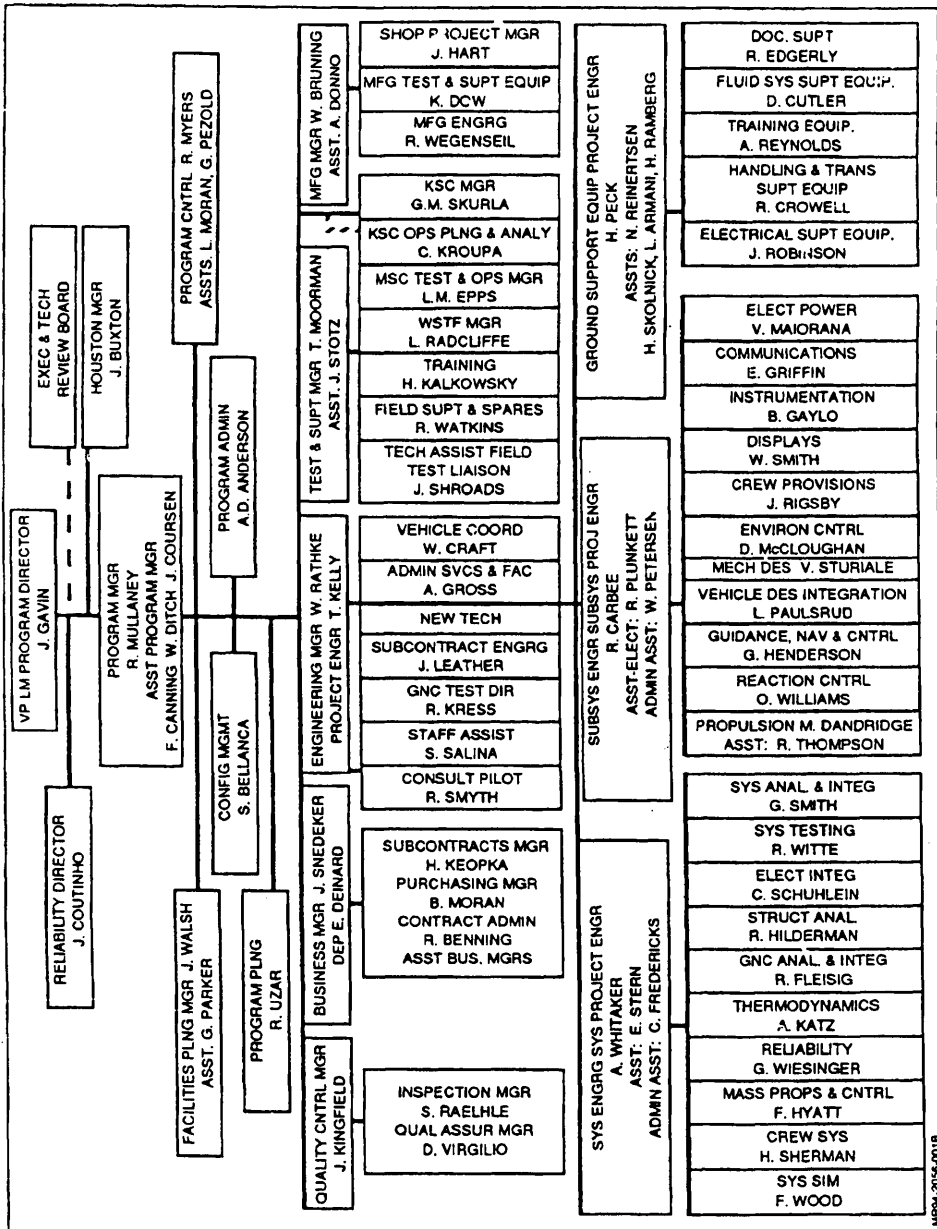 VP LM PROGRAM DIRECTOR
J. GAVIN
EXEC & TECH
REVIEW BOARD
HOUSTON MGR
J. BUXTON
RELIABILITY DIRECTOR
J. COUTINHO
PROGRAM MGR
R. MULLANEY
ASST PROGRAM MGR
F. CANNING W. DITCH J. COURSEN
PROGRAM CNTRL R. MYERS
ASSTS. L. MORAN, G. PEZOLD
FACILITIES PLNG MGR J. WALSH
ASST. G. PARKER
PROGRAM ADMIN
A.D. ANDERSON
CONFIG MGMT
S. BELLANCA
PROGRAM PLNG
R. UZAR
MFG MGR W. BRUNING
ASST. A. DONNO
SHOP PROJECT MGR
J. HART
MFG TEST & SUPT EQUIP
K. DCW
MFG ENGRG
R. WEGENSEIL
TEST & SUPT MGR T. MOORMAN
ASST. J. STOTZ
KSC MGR
G.M. SKURLA
KSC OPS PLNG & ANALY
C. KROUPA
MSC TEST & OPS MGR
L.M. EPPS
WSTF MGR
L. RADCLIFFE
TRAINING
H. KALKOWSKY
FIELD SUPT & SPARES
R. WATKINS
TECH ASSIST FIELD
TEST LIAISON
J. SHROADS
ENGINEERING MGR W. RATHKE
PROJECT ENGR T. KELLY
VEHICLE COORD
W. CRAFT
ADMIN SVCS & FAC
A. GROSS
NEW TECH
SUBCONTRACT ENGRG
J. LEATHER
GNC TEST DIR
R. KRESS
STAFF ASSIST
S. SALINA
CONSULT PILOT
R. SMYTH
BUSINESS MGR J. SNEDEKER
DEP E. DEINARD
SUBCONTRACTS MGR
H. KEOPKA
PURCHASING MGR
B. MORAN
CONTRACT ADMIN
R. BENNING
ASST BUS. MGRS
QUALITY CNTRL MGR
J. KINGFIELD
INSPECTION MGR
S. RAELHLE
QUAL ASSUR MGR
D. VIRGILIO
GROUND SUPPORT EQUIP PROJECT ENGR
H. PECK
ASSTS: N. REINERTSEN
H. SKOLNICK, L. ARMANI, H. RAMBERG
DOC. SUPT
R. EDGERLY
FLUID SYS SUPT EQUIP.
D. CUTLER
TRAINING EQUIP.
A. REYNOLDS
HANDLING & TRANS
SUPT EQUIP
R. CROWELL
ELECTRICAL SUPT EQUIP.
J. ROBINSON
SUBSYS ENGR SUBSYS PROJ ENGR
R. CARBEE
ASST-ELECT: R. PLUNKETT
ADMIN ASST: W. PETERSEN
ELECT POWER
V. MAIORANA
COMMUNICATIONS
E. GRIFFIN
INSTRUMENTATION
B. GAYLO
DISPLAYS
W. SMITH
CREW PROVISIONS
J. RIGSBY
ENVIRON CNTRL
D. McCLOUGHAN
MECH DES V. STURIALE
VEHICLE DES INTEGRATION
L. PAULSRUD
GUIDANCE, NAV & CNTRL
G. HENDERSON
REACTION CNTRL
O. WILLIAMS
PROPULSION M. DANDRIDGE
ASST: R. THOMPSON
SYS ENGRG SYS PROJECT ENGR
A. WHITAKER
ASST: E. STERN
ADMIN ASST: C. FREDERICKS
SYS ANAL. & INTEG
G. SMITH
SYS TESTING
R. WITTE
ELECT INTEG
C. SCHUHLEIN
STRUCT ANAL
R. HILDERMAN
GNC ANAL. & INTEG
R. FLEISIG
THERMODYNAMICS
A. KATZ
RELIABILITY
G. WIESINGER
MASS PROPS & CNTRL
F. HYATT
CREW SYS
H. SHERMAN
SYS SIM
F. WOOD